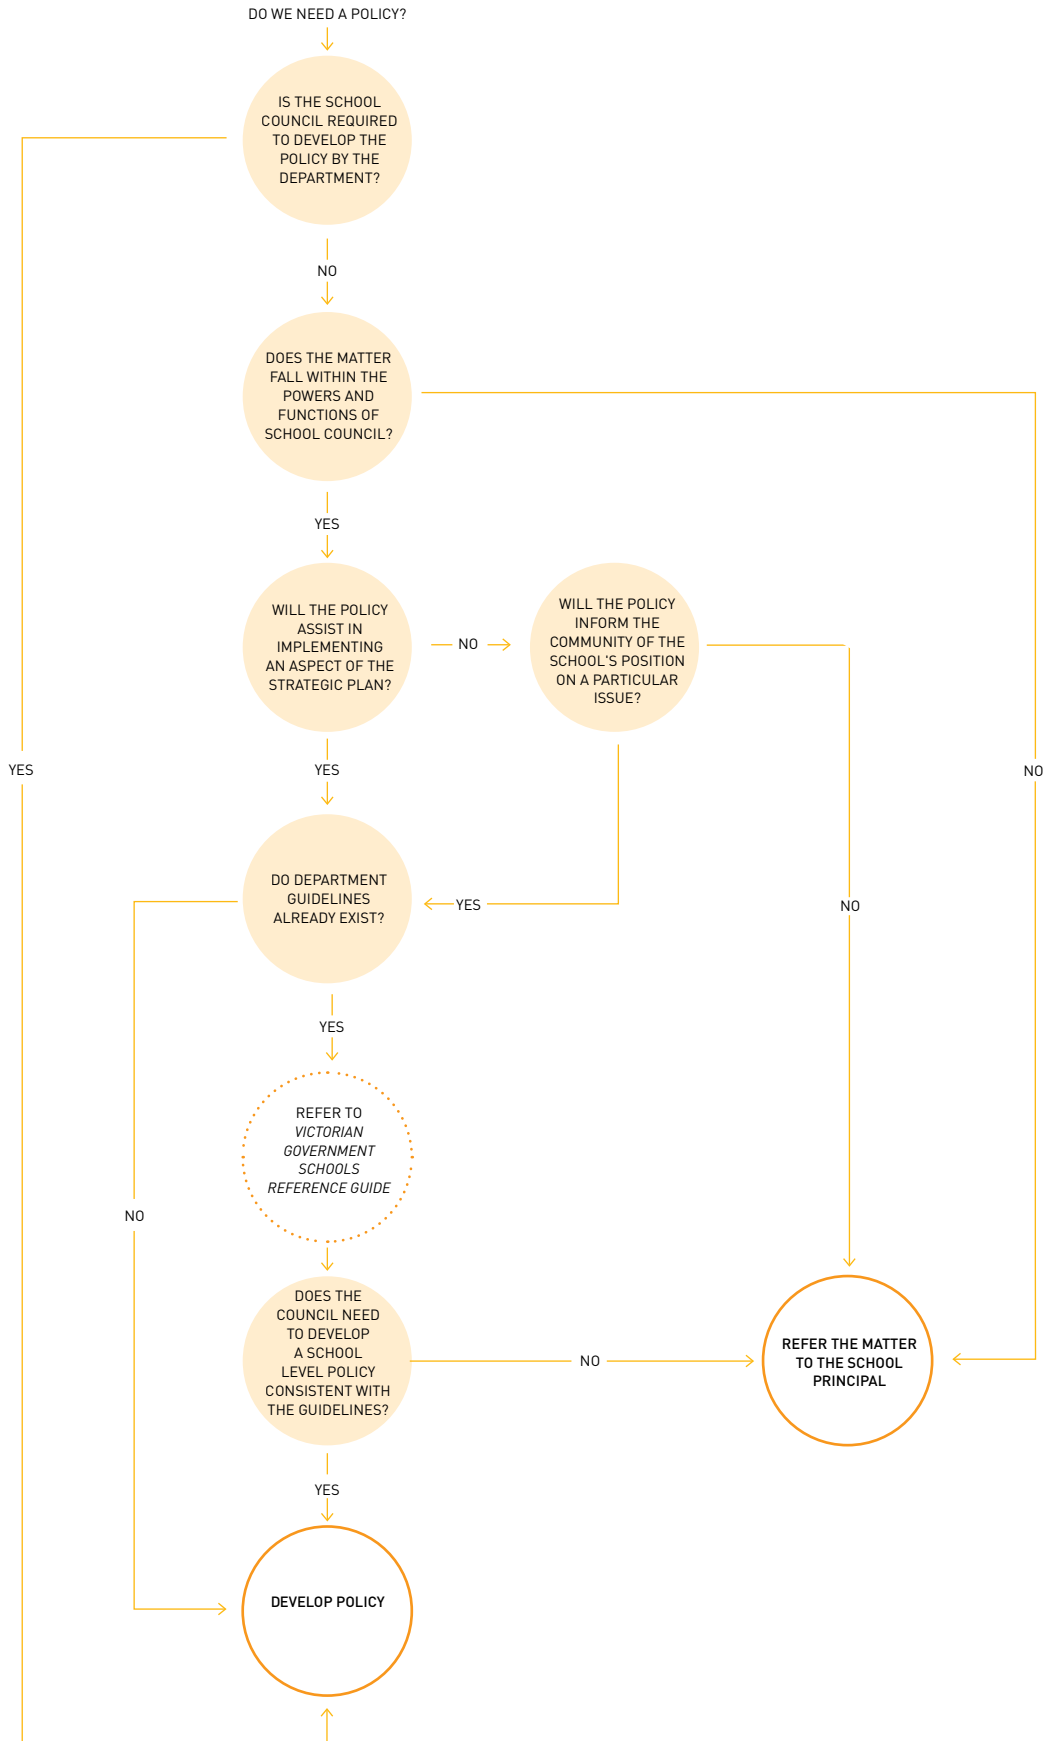 DO WE NEED A POLICY?
IS THE SCHOOL
COUNCIL REQUIRED
TO DEVELOP THE
POLICY BY THE
DEPARTMENT?
NO
DOES THE MATTER
FALL WITHIN THE
POWERS AND
FUNCTIONS OF
SCHOOL COUNCIL?
YES
WILL THE POLICY
ASSIST IN
IMPLEMENTING
AN ASPECT OF THE
STRATEGIC PLAN?
NO
WILL THE POLICY
INFORM THE
COMMUNITY OF THE
SCHOOL'S POSITION
ON A PARTICULAR
ISSUE?
YES
YES
NO
DO DEPARTMENT
GUIDELINES
ALREADY EXIST?
YES
NO
YES
REFER TO
VICTORIAN
GOVERNMENT
SCHOOLS
REFERENCE GUIDE
NO
DOES THE
COUNCIL NEED
TO DEVELOP
A SCHOOL
LEVEL POLICY
CONSISTENT WITH
THE GUIDELINES?
NO
REFER THE MATTER
TO THE SCHOOL
PRINCIPAL
YES
DEVELOP POLICY